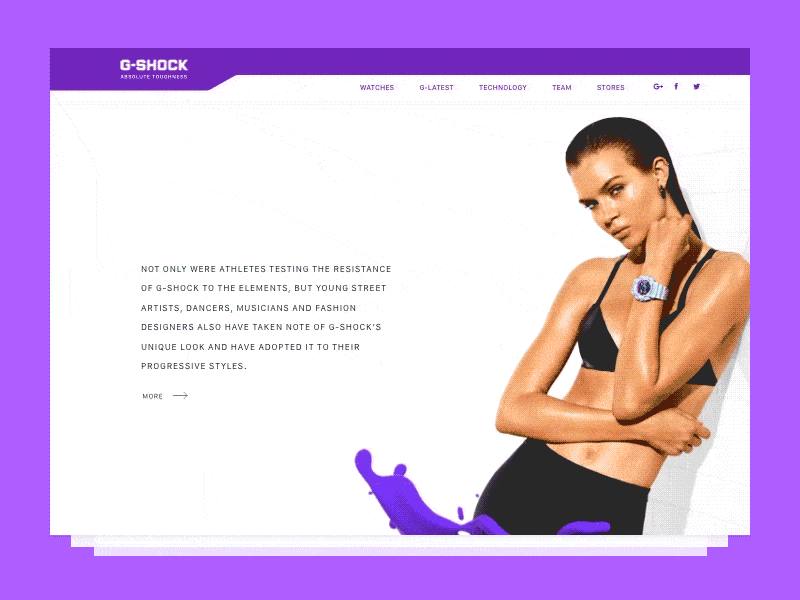 G-SHOCK
ABSOLUTE TOUGHNESS
WATCHES G-LATEST TECHNOLOGY TEAM STORES G+ f
NOT ONLY WERE ATHLETES TESTING THE RESISTANCE
OF G-SHOCK TO THE ELEMENTS, BUT YOUNG STREET
ARTISTS, DANCERS, MUSICIANS AND FASHION
DESIGNERS ALSO HAVE TAKEN NOTE OF G-SHOCK'S
UNIQUE LOOK AND HAVE ADOPTED IT TO THEIR
PROGRESSIVE STYLES.
MORE